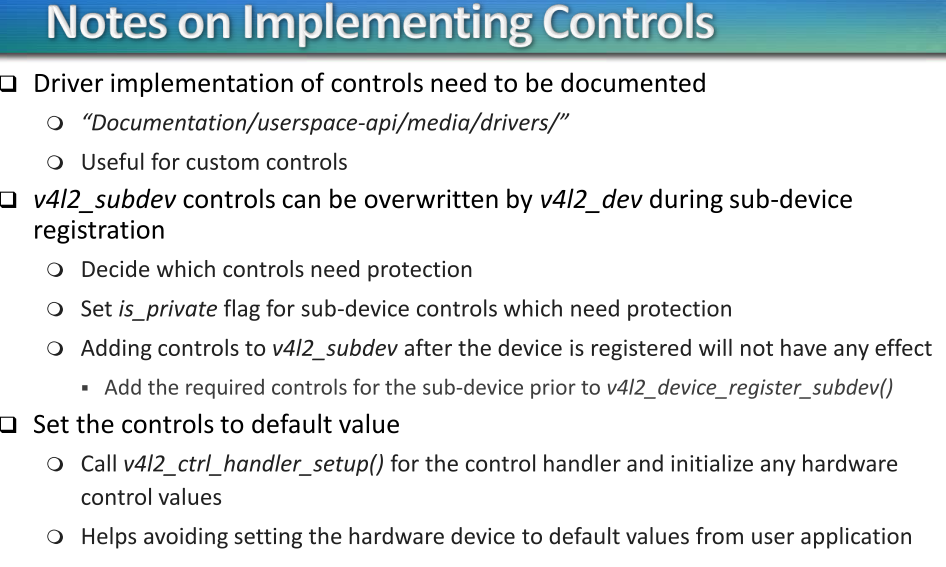 Notes on Implementing Controls
Driver implementation of controls need to be documented
“Documentation/userspace-api/media/drivers/”
Useful for custom controls
v4l2_subdev controls can be overwritten by v4l2_dev during sub-device
registration
Decide which controls need protection
Set is_private flag for sub-device controls which need protection
Adding controls to v4l2_subdev after the device is registered will not have any effect
Add the required controls for the sub-device prior to v4l2_device_register_subdev()
Set the controls to default value
Call v4l2_ctrl_handler_setup() for the control handler and initialize any hardware
control values
Helps avoiding setting the hardware device to default values from user application